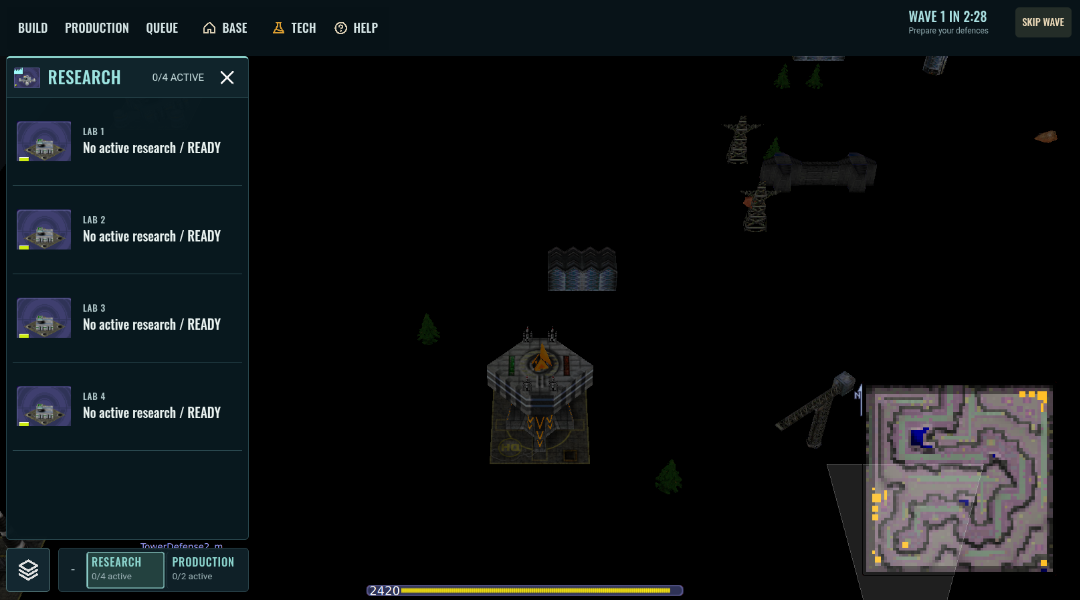 BUILD PRODUCTION QUEUE BASE TECH HELP
WAVE 1 IN 2:28
Prepare your defences
SKIP WAVE
RESEARCH 0/4 ACTIVE
LAB 1
No active research / READY
LAB 2
No active research / READY
LAB 3
No active research / READY
LAB 4
No active research / READY
RESEARCH
0/4 active
PRODUCTION
0/2 active
2420